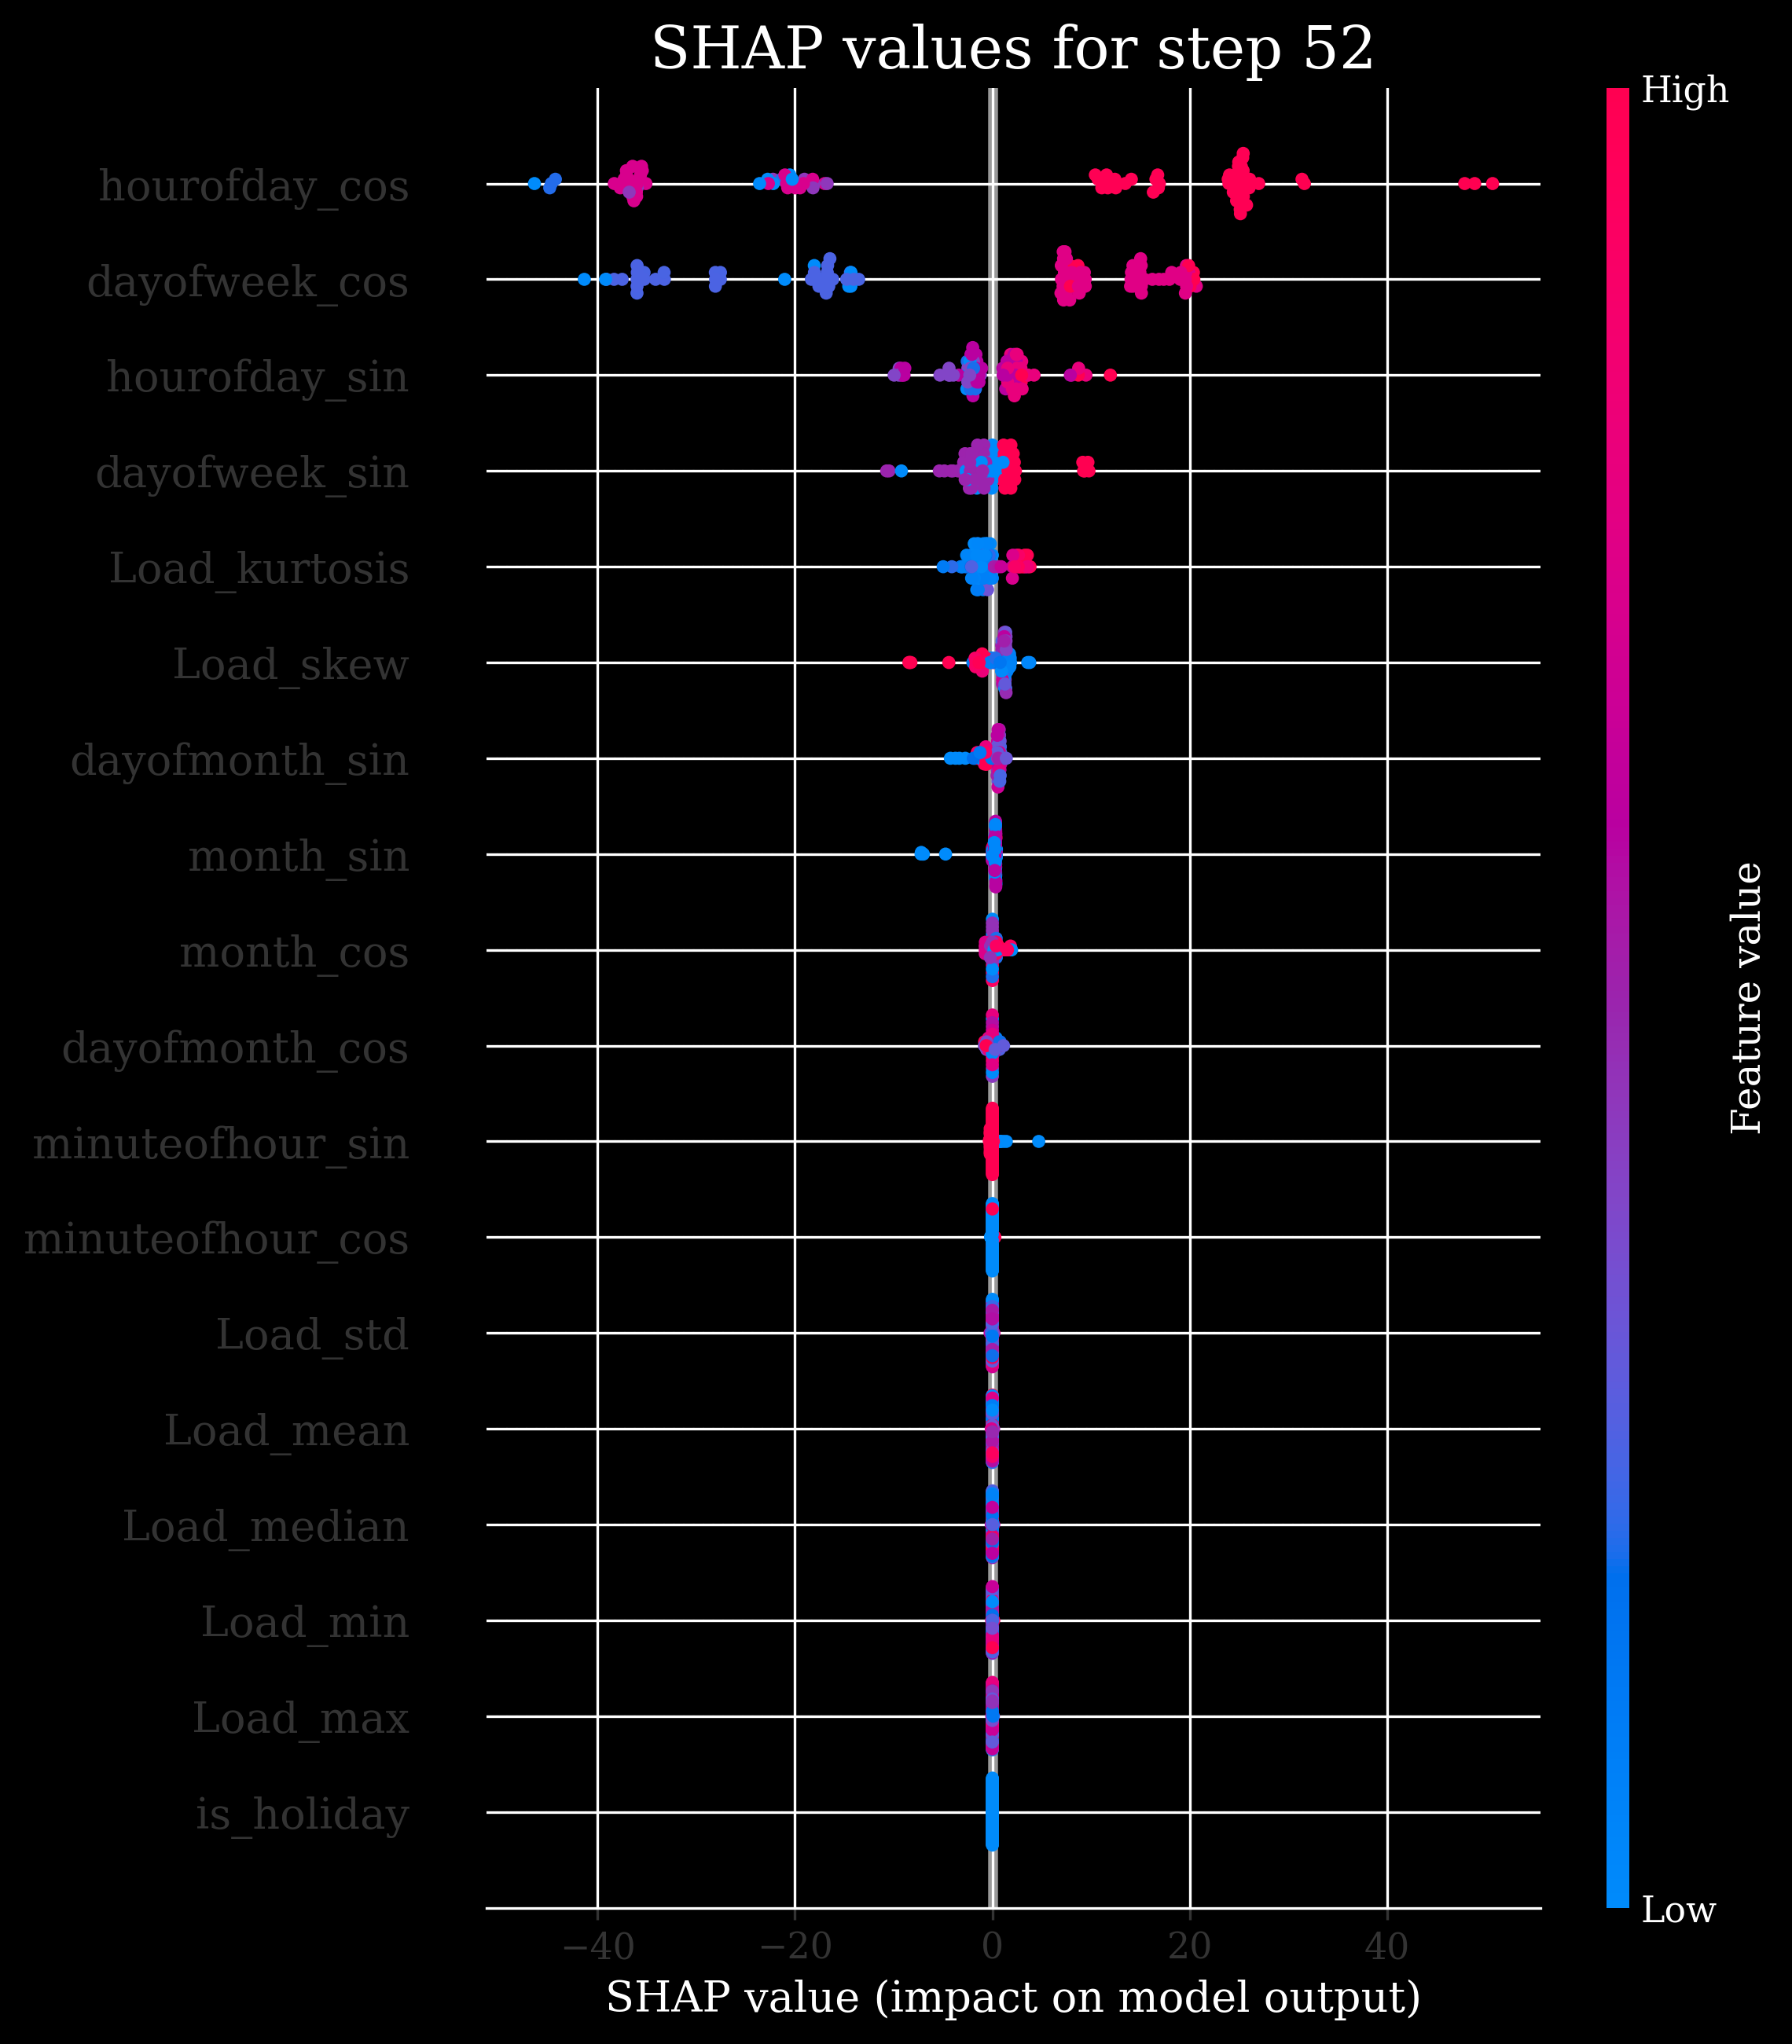 SHAP values for step 52
High
hourofday_cos
dayofweek_cos
hourofday_sin
dayofweek_sin
Load_kurtosis
Load_skew
dayofmonth_sin
month_sin
month_cos
dayofmonth_cos
minuteofhour_sin
minuteofhour_cos
Load_std
Load_mean
Load_median
Load_min
Load_max
is_holiday
Feature value
Low
−40 −20 0 20 40
SHAP value (impact on model output)